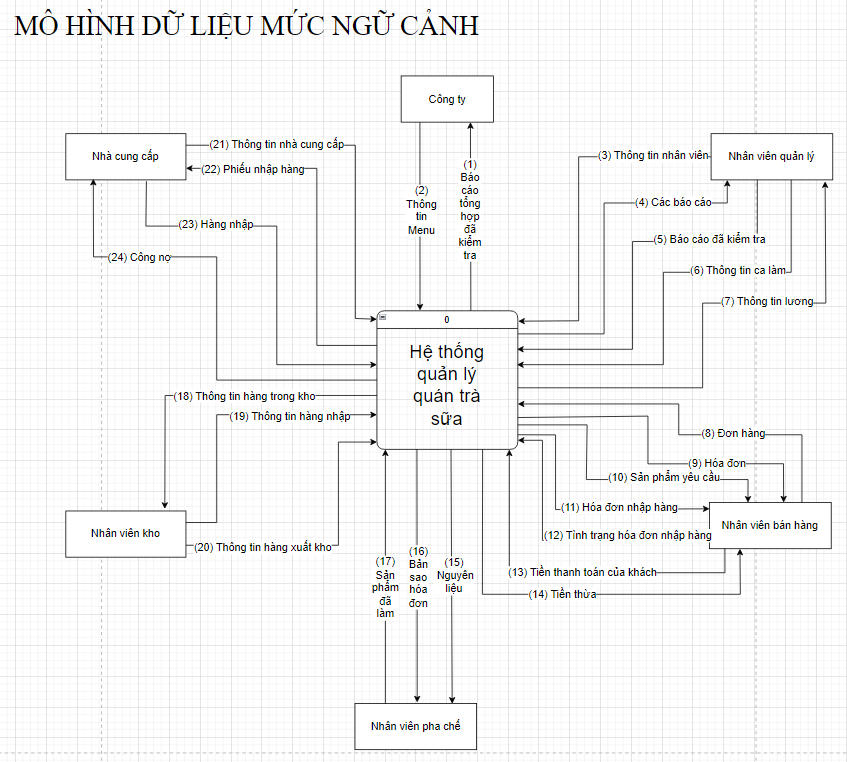 MÔ HÌNH DỮ LIỆU MỨC NGỮ CẢNH
Công ty
Nhà cung cấp
Nhân viên quản lý
(21) Thông tin nhà cung cấp
(22) Phiếu nhập hàng
(23) Hàng nhập
(24) Công nợ
(2)
Thông
tin
Menu
(1)
Báo
cáo
tổng
hợp
đã
kiểm
tra
(3) Thông tin nhân viên
(4) Các báo cáo
(5) Báo cáo đã kiểm tra
(6) Thông tin ca làm
(7) Thông tin lương
0
Hệ thống
quản lý
quán trà
sữa
(18) Thông tin hàng trong kho
(19) Thông tin hàng nhập
(20) Thông tin hàng xuất kho
Nhân viên kho
(8) Đơn hàng
(9) Hóa đơn
(10) Sản phẩm yêu cầu
(11) Hóa đơn nhập hàng
(12) Tình trạng hóa đơn nhập hàng
(13) Tiền thanh toán của khách
(14) Tiền thừa
Nhân viên bán hàng
(17)
Sản
phẩm
đã
làm
(16)
Bản
sao
hóa
đơn
(15)
Nguyên
liệu
Nhân viên pha chế